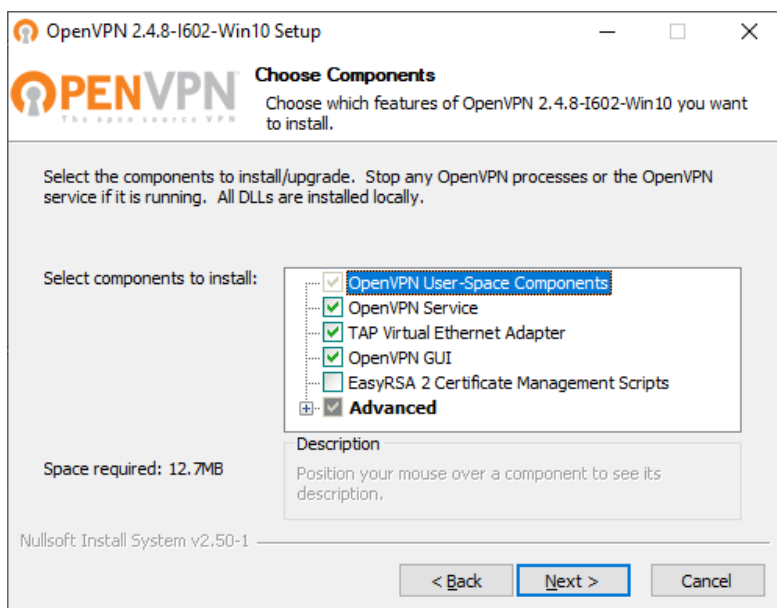 OpenVPN 2.4.8-I602-Win10 Setup
OPENVPN
The open source VPN
Choose Components
Choose which features of OpenVPN 2.4.8-I602-Win10 you want
to install.
Select the components to install/upgrade. Stop any OpenVPN processes or the OpenVPN
service if it is running. All DLLs are installed locally.
Select components to install:
OpenVPN User-Space Components
OpenVPN Service
TAP Virtual Ethernet Adapter
OpenVPN GUI
EasyRSA 2 Certificate Management Scripts
Advanced
Space required: 12.7MB
Description
Position your mouse over a component to see its
description.
Nullsoft Install System v2.50-1
< Back
Next >
Cancel